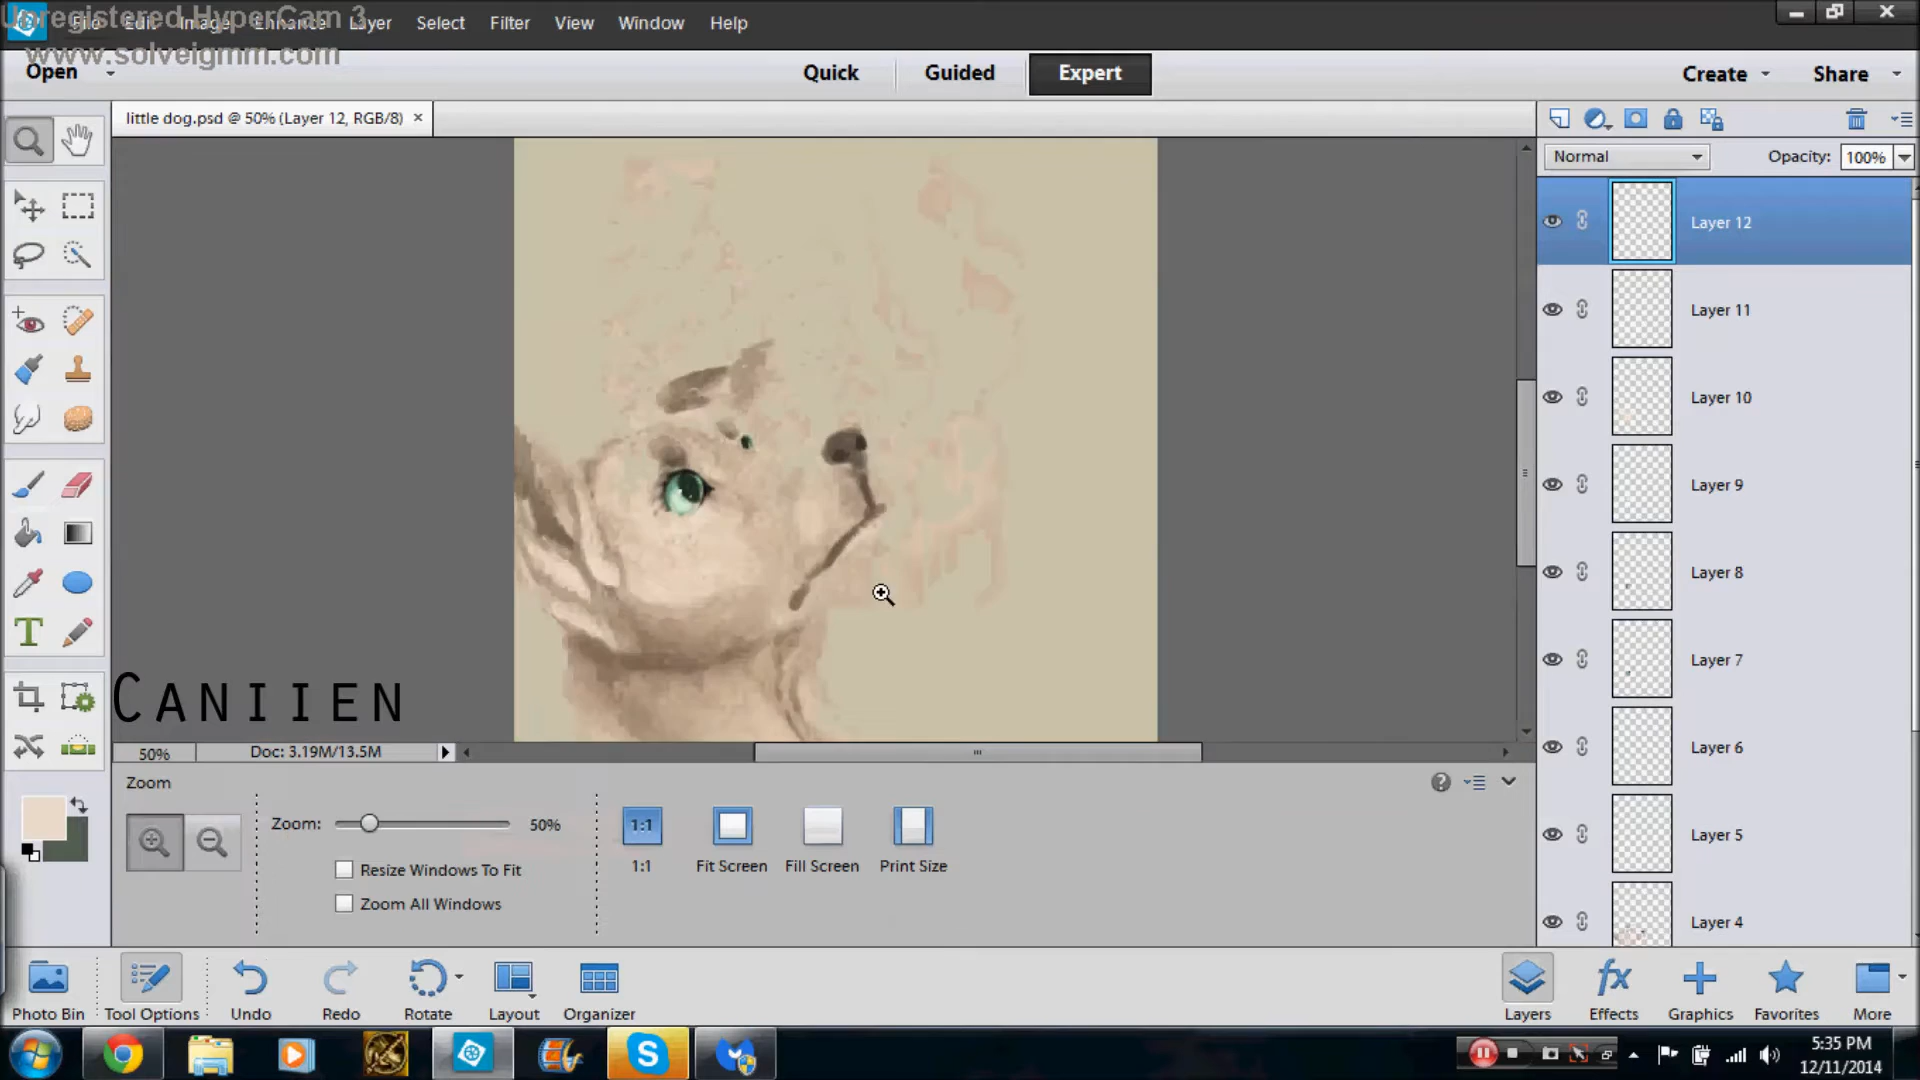 Unregistered HyperCam 3
File Edit Image Enhance Layer Select Filter View Window Help
www.solveigmm.com
Open Quick Guided Expert Create Share
little dog.psd @ 50% (Layer 12, RGB/8) ×
Normal Opacity: 100%
Layer 12
Layer 11
Layer 10
Layer 9
Layer 8
Layer 7
Layer 6
Layer 5
Layer 4
CANIIEN
50% Doc: 3.19M/13.5M
Zoom
Zoom: 50%
Resize Windows To Fit
Zoom All Windows
1:1
1:1 Fit Screen Fill Screen Print Size
Photo Bin Tool Options Undo Redo Rotate Layout Organizer
fx
Layers Effects Graphics Favorites More
T
S
5:35 PM
12/11/2014